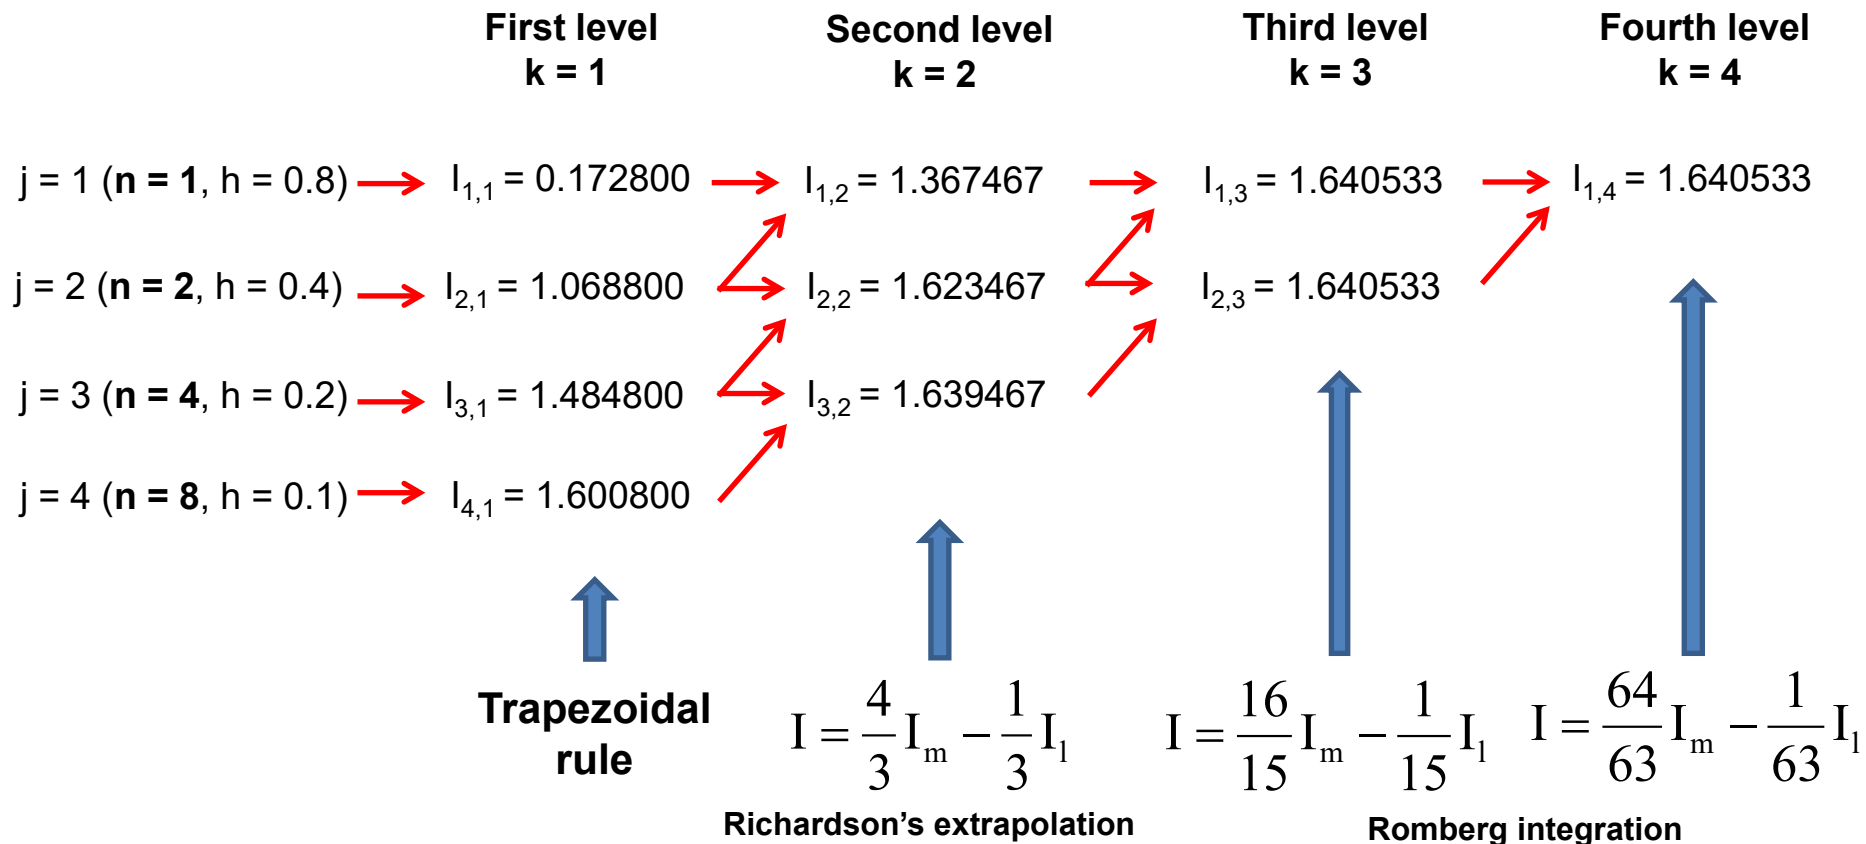 First level Second level Third level Fourth level
k = 1 k = 2 k = 3 k = 4
j = 1 (n = 1, h = 0.8) I1,1 = 0.172800 I1,2 = 1.367467 I1,3 = 1.640533 I1,4 = 1.640533
j = 2 (n = 2, h = 0.4) I2,1 = 1.068800 I2,2 = 1.623467 I2,3 = 1.640533
j = 3 (n = 4, h = 0.2) I3,1 = 1.484800 I3,2 = 1.639467
j = 4 (n = 8, h = 0.1) I4,1 = 1.600800
Trapezoidal
rule
I = 4/3 Im − 1/3 Il I = 16/15 Im − 1/15 Il I = 64/63 Im − 1/63 Il
Richardson’s extrapolation Romberg integration